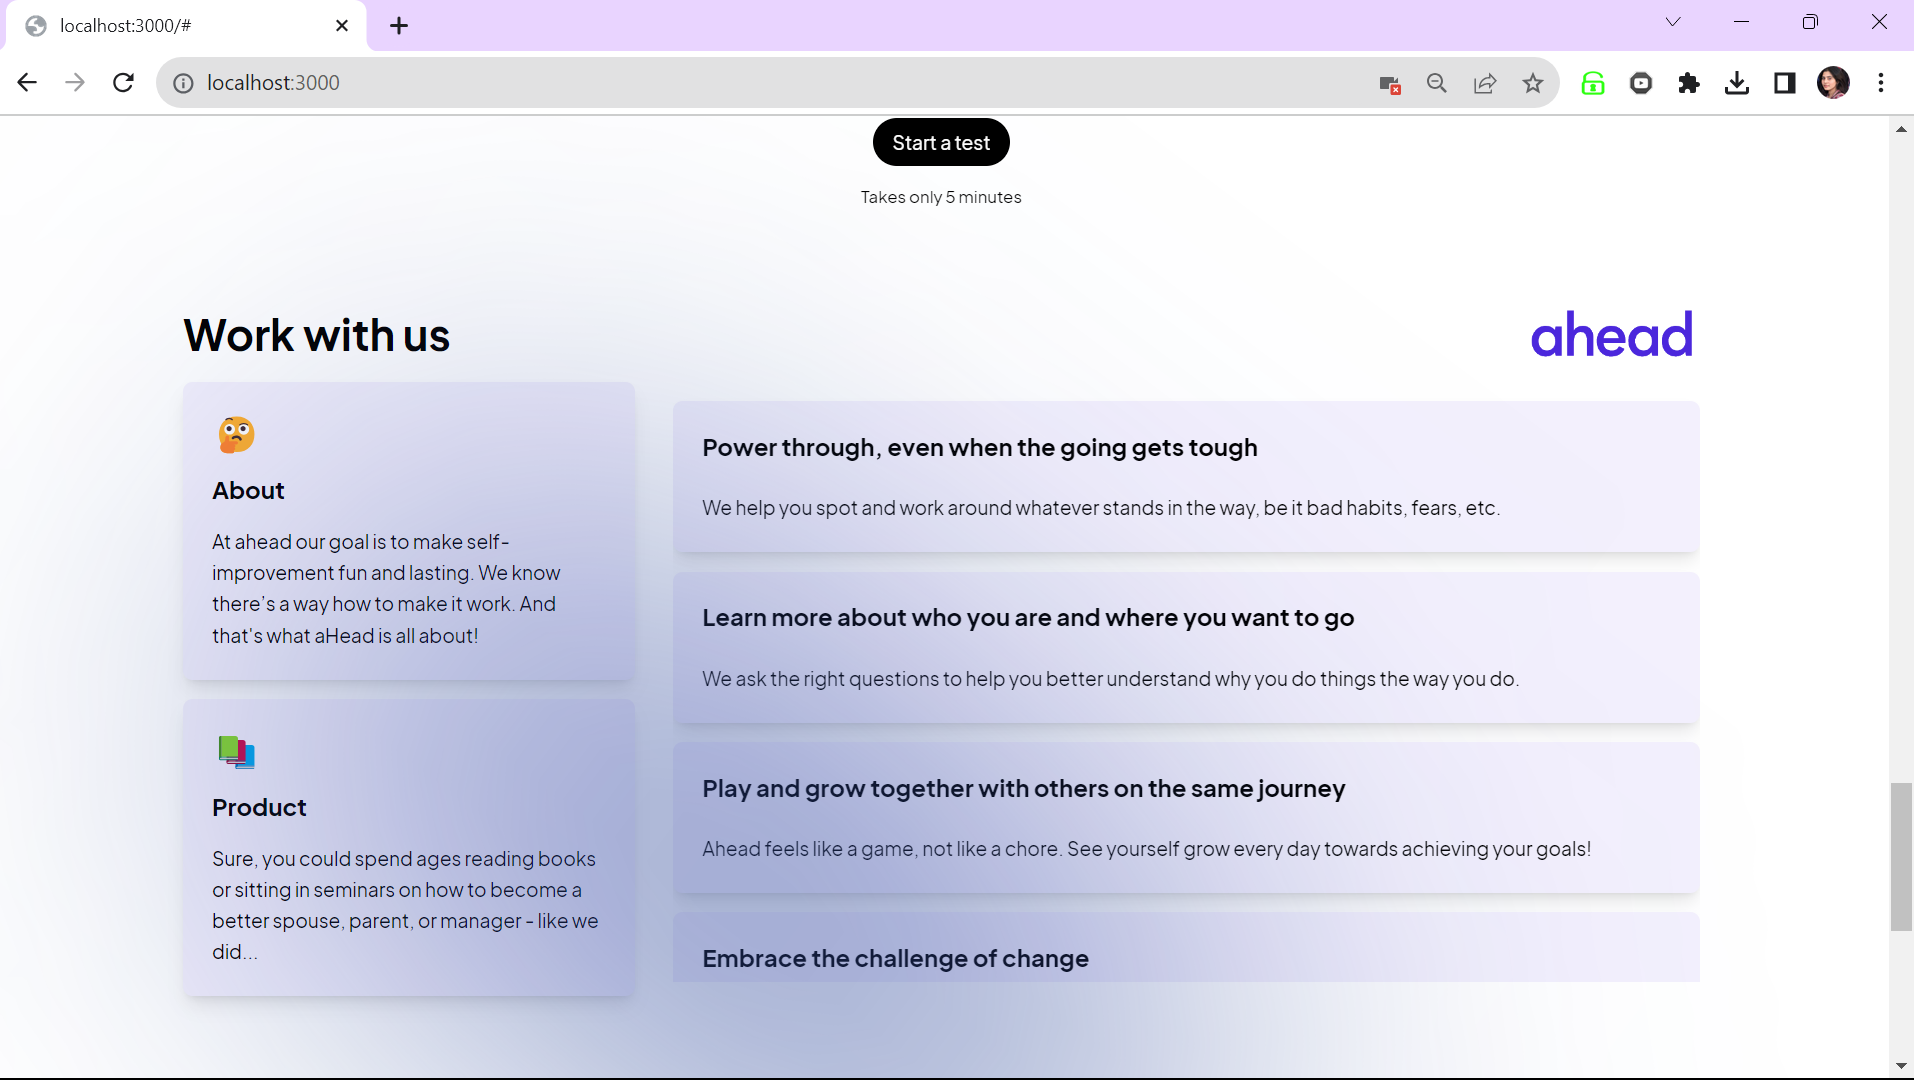 localhost:3000/#
localhost:3000
Start a test
Takes only 5 minutes
Work with us
ahead
About
At ahead our goal is to make self-
improvement fun and lasting. We know
there's a way how to make it work. And
that's what aHead is all about!
Product
Sure, you could spend ages reading books
or sitting in seminars on how to become a
better spouse, parent, or manager - like we
did...
Power through, even when the going gets tough
We help you spot and work around whatever stands in the way, be it bad habits, fears, etc.
Learn more about who you are and where you want to go
We ask the right questions to help you better understand why you do things the way you do.
Play and grow together with others on the same journey
Ahead feels like a game, not like a chore. See yourself grow every day towards achieving your goals!
Embrace the challenge of change